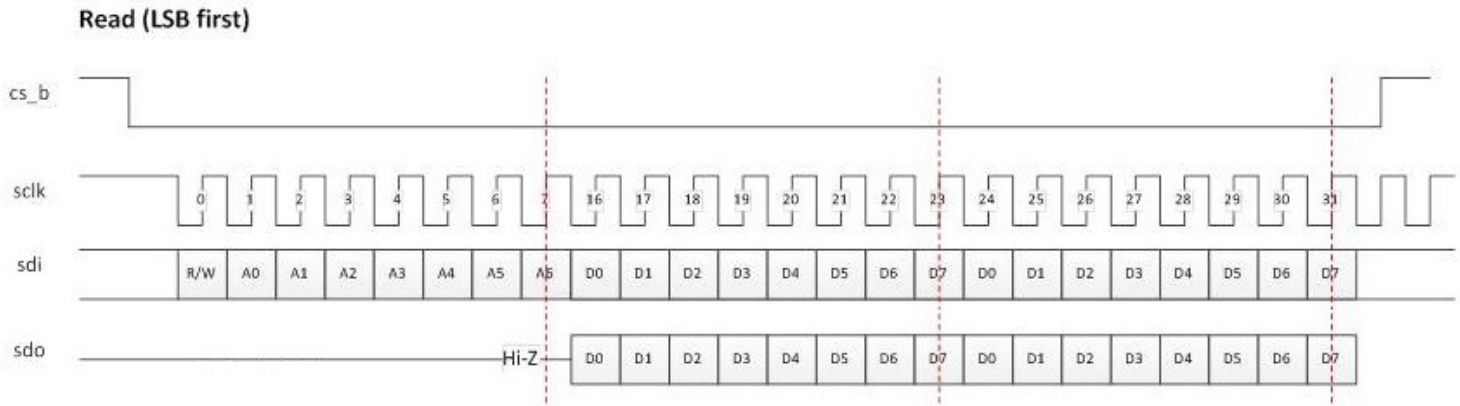 Read (LSB first)
cs_b
sclk 0 1 2 3 4 5 6 7 16 17 18 19 20 21 22 23 24 25 26 27 28 29 30 31
sdi R/W A0 A1 A2 A3 A4 A5 A6 D0 D1 D2 D3 D4 D5 D6 D7 D0 D1 D2 D3 D4 D5 D6 D7
sdo Hi-Z D0 D1 D2 D3 D4 D5 D6 D7 D0 D1 D2 D3 D4 D5 D6 D7